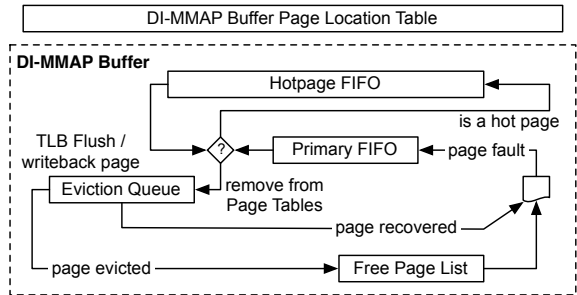 DI-MMAP Buffer Page Location Table
DI-MMAP Buffer
Hotpage FIFO
is a hot page
TLB Flush /
writeback page
?
Primary FIFO
page fault
Eviction Queue
remove from
Page Tables
page recovered
page evicted
Free Page List